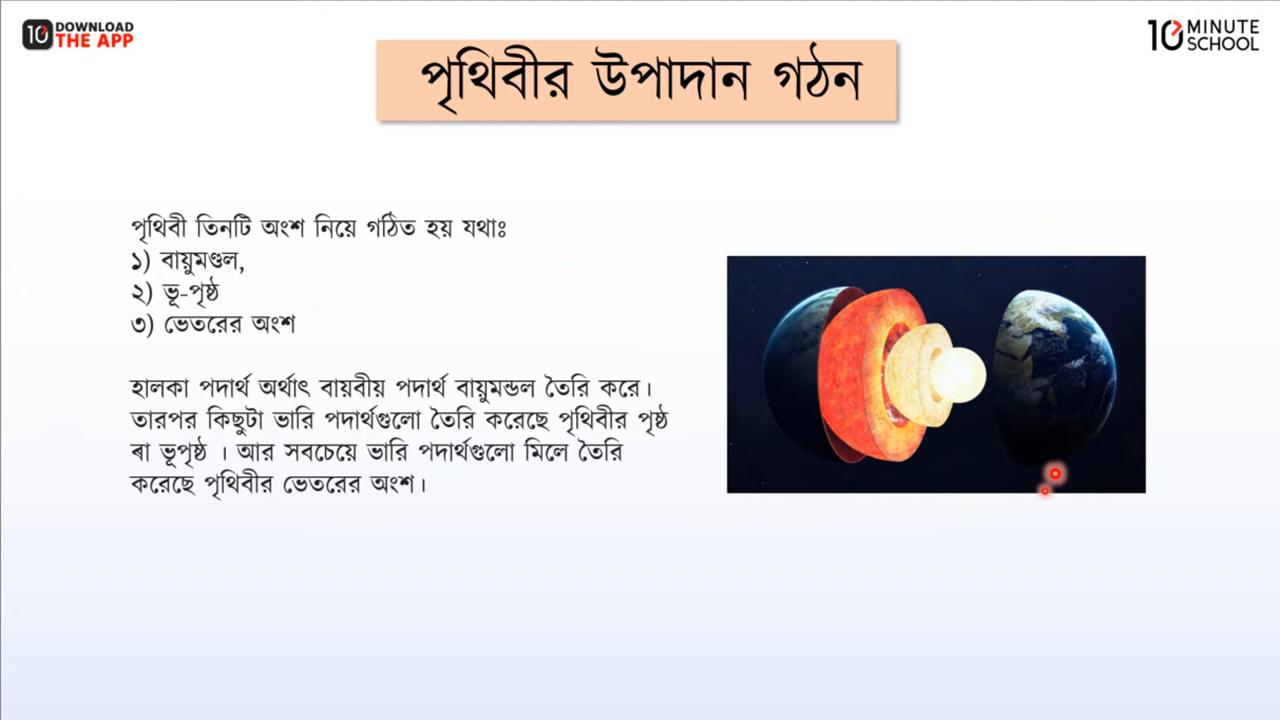 DOWNLOAD
THE APP
10 MINUTE
SCHOOL
পৃথিবীর উপাদান গঠন
পৃথিবী তিনটি অংশ নিয়ে গঠিত হয় যথাঃ
১) বায়ুমণ্ডল,
২) ভূ-পৃষ্ঠ
৩) ভেতরের অংশ
হালকা পদার্থ অর্থাৎ বায়বীয় পদার্থ বায়ুমন্ডল তৈরি করে।
তারপর কিছুটা ভারি পদার্থগুলো তৈরি করেছে পৃথিবীর পৃষ্ঠ
ৰা ভূপৃষ্ঠ । আর সবচেয়ে ভারি পদার্থগুলো মিলে তৈরি
করেছে পৃথিবীর ভেতরের অংশ।